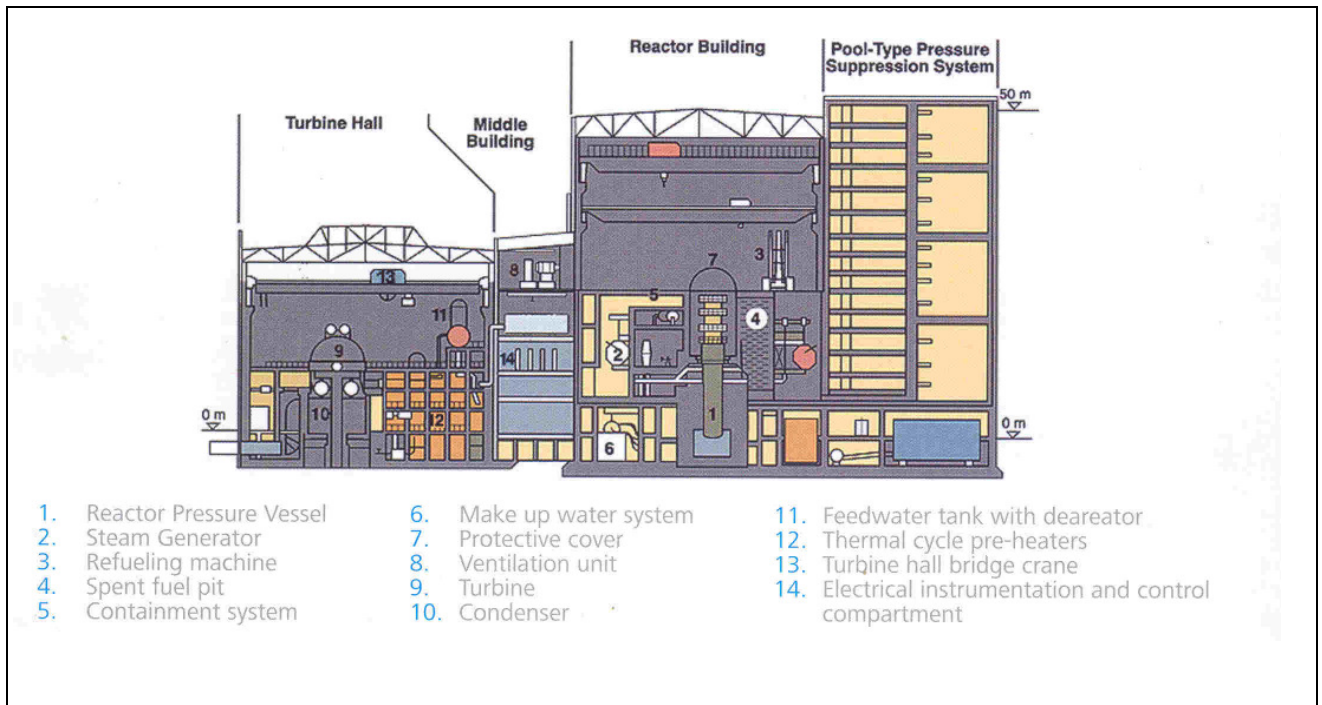 Reactor Building
Pool-Type Pressure
Suppression System
50 m
Turbine Hall
Middle
Building
13
8
7
3
11
5
4
9
14
2
10
12
1
0 m
0 m
6
1. Reactor Pressure Vessel
2. Steam Generator
3. Refueling machine
4. Spent fuel pit
5. Containment system
6. Make up water system
7. Protective cover
8. Ventilation unit
9. Turbine
10. Condenser
11. Feedwater tank with deareator
12. Thermal cycle pre-heaters
13. Turbine hall bridge crane
14. Electrical instrumentation and control
compartment